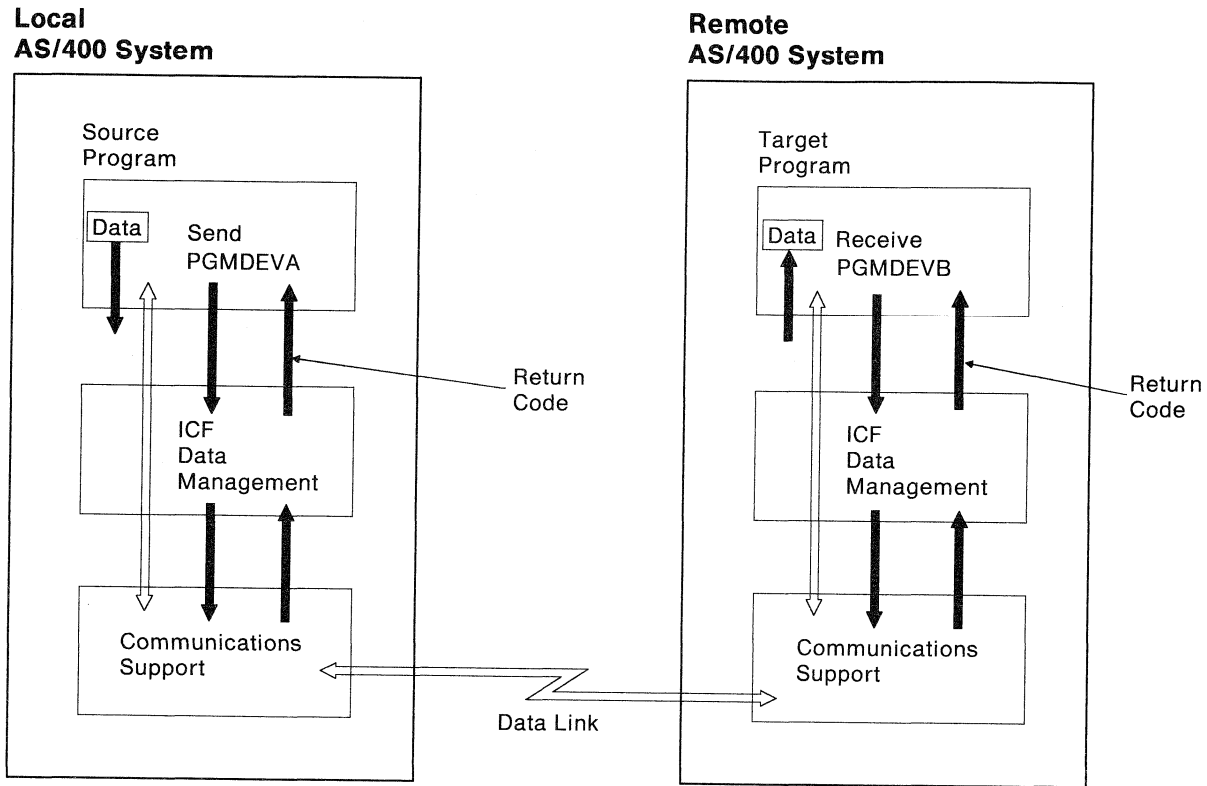 Local
AS/400 System
Source
Program
Data
Send
PGMDEVA
Return
Code
ICF
Data
Management
Communications
Support
Data Link
Remote
AS/400 System
Target
Program
Data
Receive
PGMDEVB
Return
Code
ICF
Data
Management
Communications
Support